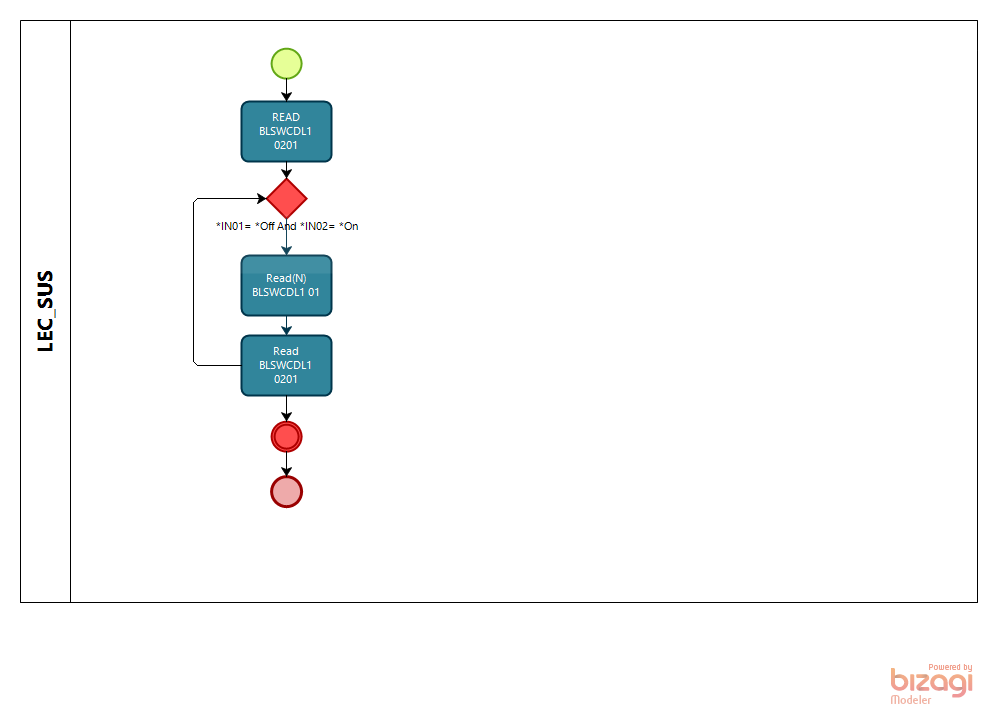 LEC_SUS
READ
BLSWCDL1
0201
*IN01= *Off And *IN02= *On
Read(N)
BLSWCDL1 01
Read
BLSWCDL1
0201
Powered by
bizagi
Modeler